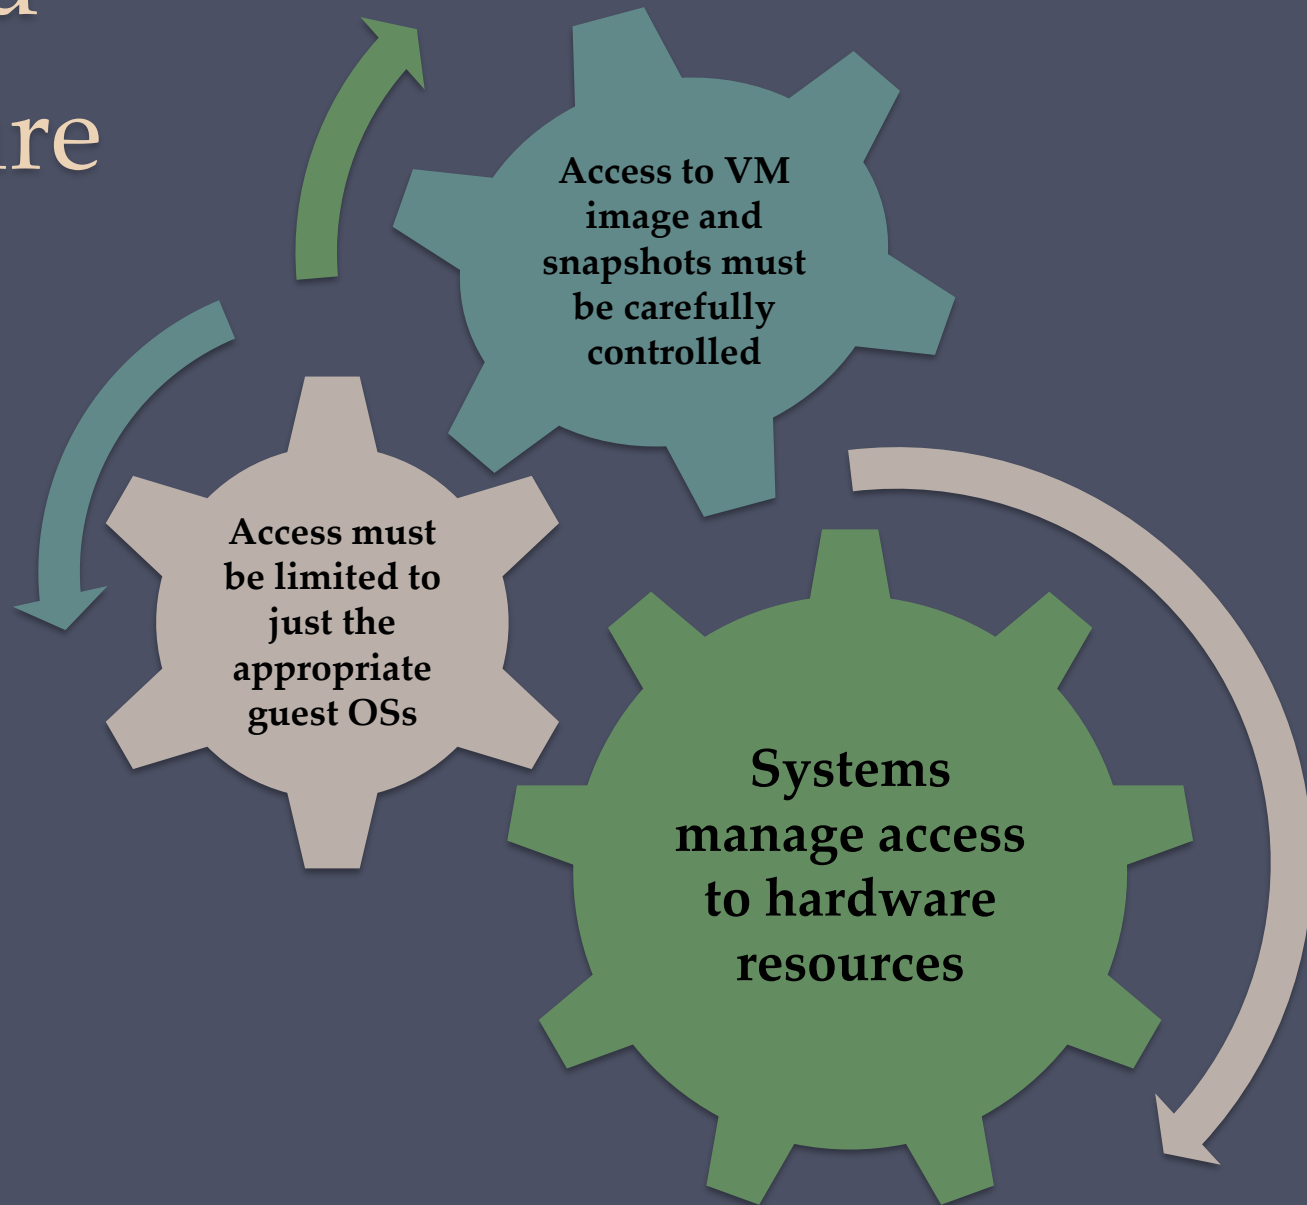 Access to VM
image and
snapshots must
be carefully
controlled
Access must
be limited to
just the
appropriate
guest OSs
Systems
manage access
to hardware
resources